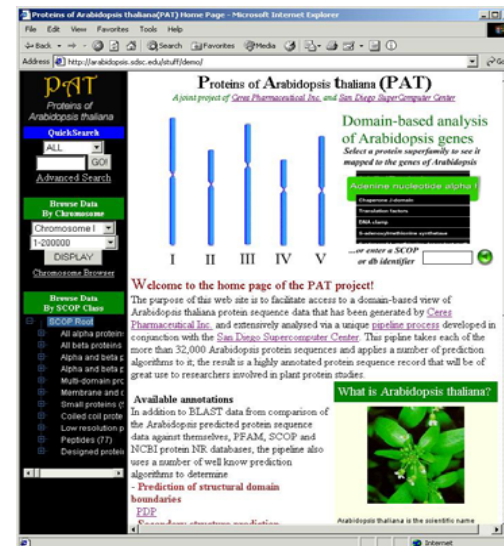 Proteins of Arabidopsis thaliana(PAT) Home Page - Microsoft Internet Explorer
File Edit View Favorites Tools Help
Back Search Favorites Media
Address http://arabidopsis.sdsc.edu/stuff/demo/ Go
PAT
Proteins of
Arabidopsis thaliana
QuickSearch
ALL
GO!
Advanced Search
Browse Data
By Chromosome
Chromosome I
1-200000
DISPLAY
Chromosome Browser
Browse Data
By SCOP Class
SCOP Root
All alpha proteins
All beta proteins
Alpha and beta p
Alpha and beta p
Multi-domain pro
Membrane and c
Small proteins (
Coiled coil prote
Low resolution p
Peptides (77)
Designed protei
Proteins of Arabidopsis thaliana (PAT)
A joint project of Ceres Pharmaceutical Inc. and San Diego SuperComputer Center
I II III IV V
Domain-based analysis
of Arabidopsis genes
Select a protein superfamily to see it
mapped to the genes of Arabidopsis
Adenine nucleotide alpha
Chaperone J-domain
Translation factors
DNA clamp
S-adenosylmethionine synthetase
...or enter a SCOP
or db identifier
Welcome to the home page of the PAT project!
The purpose of this web site is to facilitate access to a domain-based view of
Arabidopsis thaliana protein sequence data that has been generated by Ceres
Pharmaceutical Inc. and extensively analysed via a unique pipeline process developed in
conjunction with the San Diego Supercomputer Center. This pipline takes each of the
more than 32,000 Arabidopsis protein sequences and applies a number of prediction
algorithms to it; the result is a highly annotated protein sequence record that will be of
great use to researchers involved in plant protein studies.
Available annotations
In addition to BLAST data from comparison of
the Arabidopsis predicted protein sequence
data against themselves, PFAM, SCOP and
NCBI protein NR databases, the pipeline also
uses a number of well know prediction
algorithms to determine
- Prediction of structural domain
boundaries
PDP
- Secondary structure prediction
What is Arabidopsis thaliana?
Arabidopsis thaliana is the scientific name
Internet